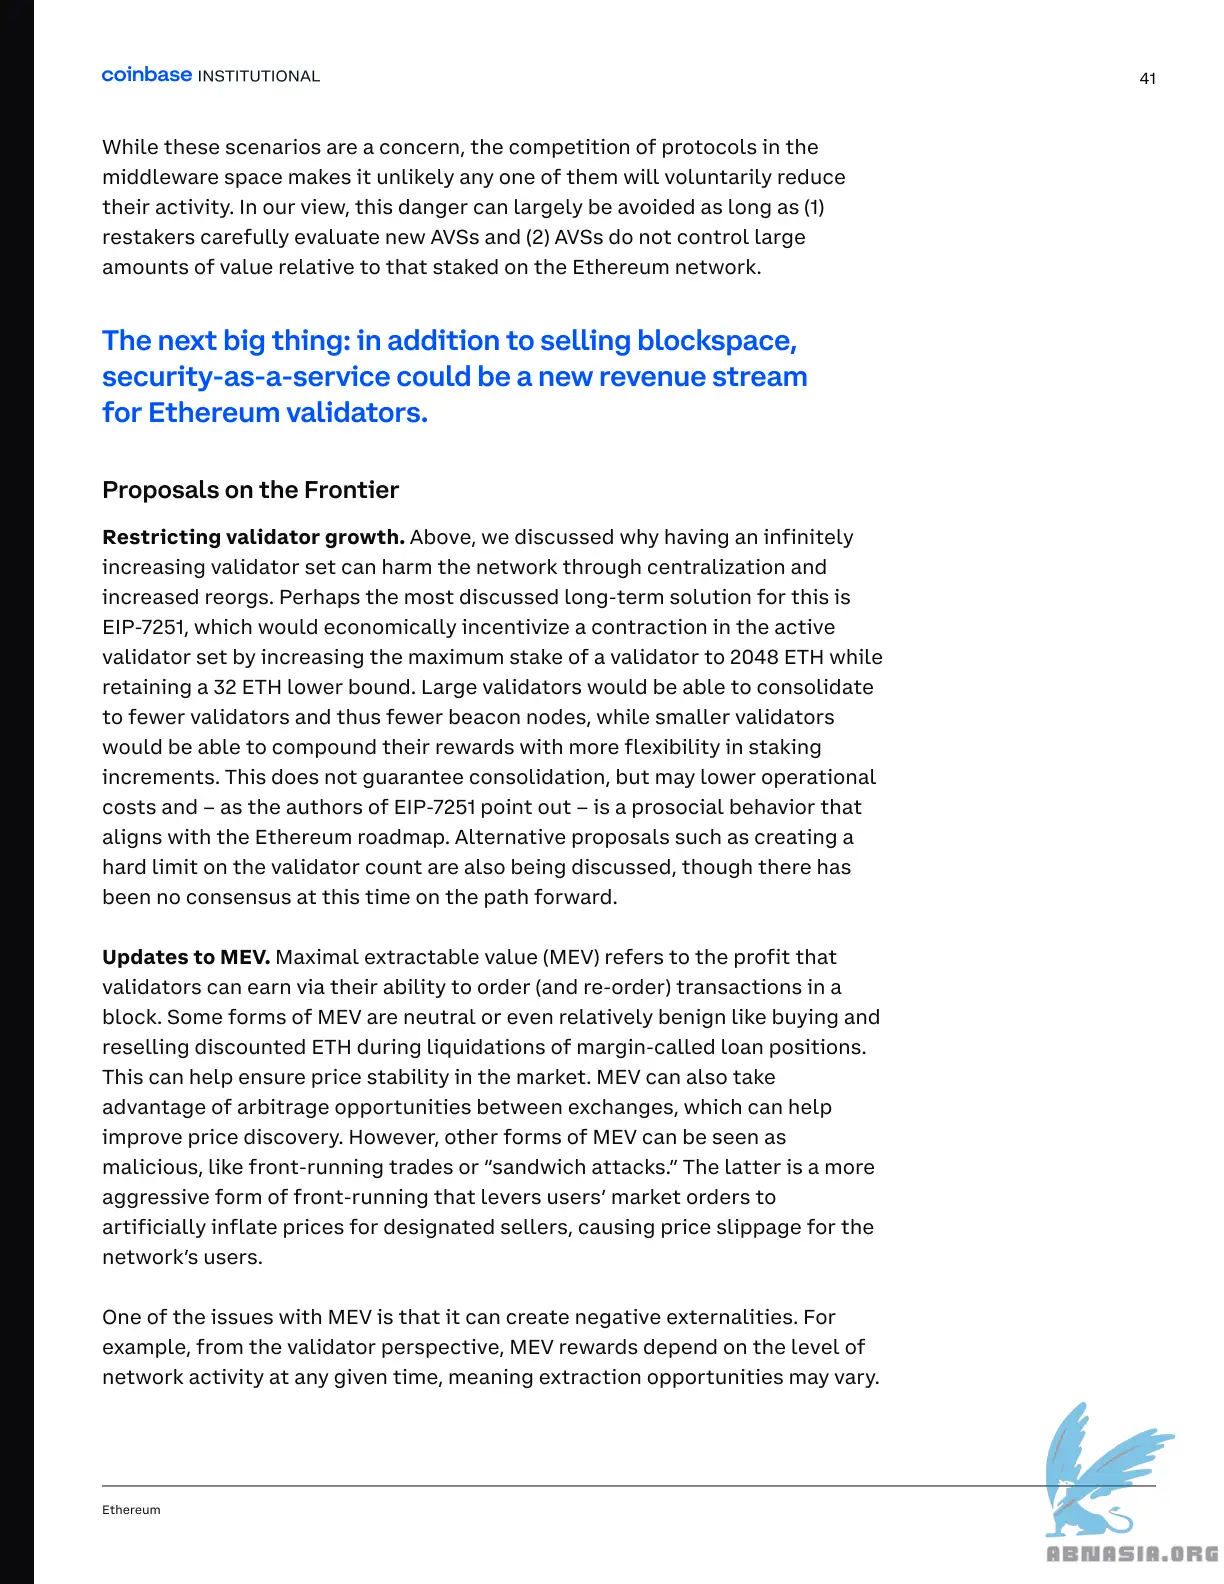 coinbase INSTITUTIONAL
41
While these scenarios are a concern, the competition of protocols in the
middleware space makes it unlikely any one of them will voluntarily reduce
their activity. In our view, this danger can largely be avoided as long as (1)
restakers carefully evaluate new AVSs and (2) AVSs do not control large
amounts of value relative to that staked on the Ethereum network.
The next big thing: in addition to selling blockspace,
security-as-a-service could be a new revenue stream
for Ethereum validators.
Proposals on the Frontier
Restricting validator growth. Above, we discussed why having an infinitely
increasing validator set can harm the network through centralization and
increased reorgs. Perhaps the most discussed long-term solution for this is
EIP-7251, which would economically incentivize a contraction in the active
validator set by increasing the maximum stake of a validator to 2048 ETH while
retaining a 32 ETH lower bound. Large validators would be able to consolidate
to fewer validators and thus fewer beacon nodes, while smaller validators
would be able to compound their rewards with more flexibility in staking
increments. This does not guarantee consolidation, but may lower operational
costs and – as the authors of EIP-7251 point out – is a prosocial behavior that
aligns with the Ethereum roadmap. Alternative proposals such as creating a
hard limit on the validator count are also being discussed, though there has
been no consensus at this time on the path forward.
Updates to MEV. Maximal extractable value (MEV) refers to the profit that
validators can earn via their ability to order (and re-order) transactions in a
block. Some forms of MEV are neutral or even relatively benign like buying and
reselling discounted ETH during liquidations of margin-called loan positions.
This can help ensure price stability in the market. MEV can also take
advantage of arbitrage opportunities between exchanges, which can help
improve price discovery. However, other forms of MEV can be seen as
malicious, like front-running trades or “sandwich attacks.” The latter is a more
aggressive form of front-running that levers users’ market orders to
artificially inflate prices for designated sellers, causing price slippage for the
network’s users.
One of the issues with MEV is that it can create negative externalities. For
example, from the validator perspective, MEV rewards depend on the level of
network activity at any given time, meaning extraction opportunities may vary.
Ethereum
ABNASIA.ORG